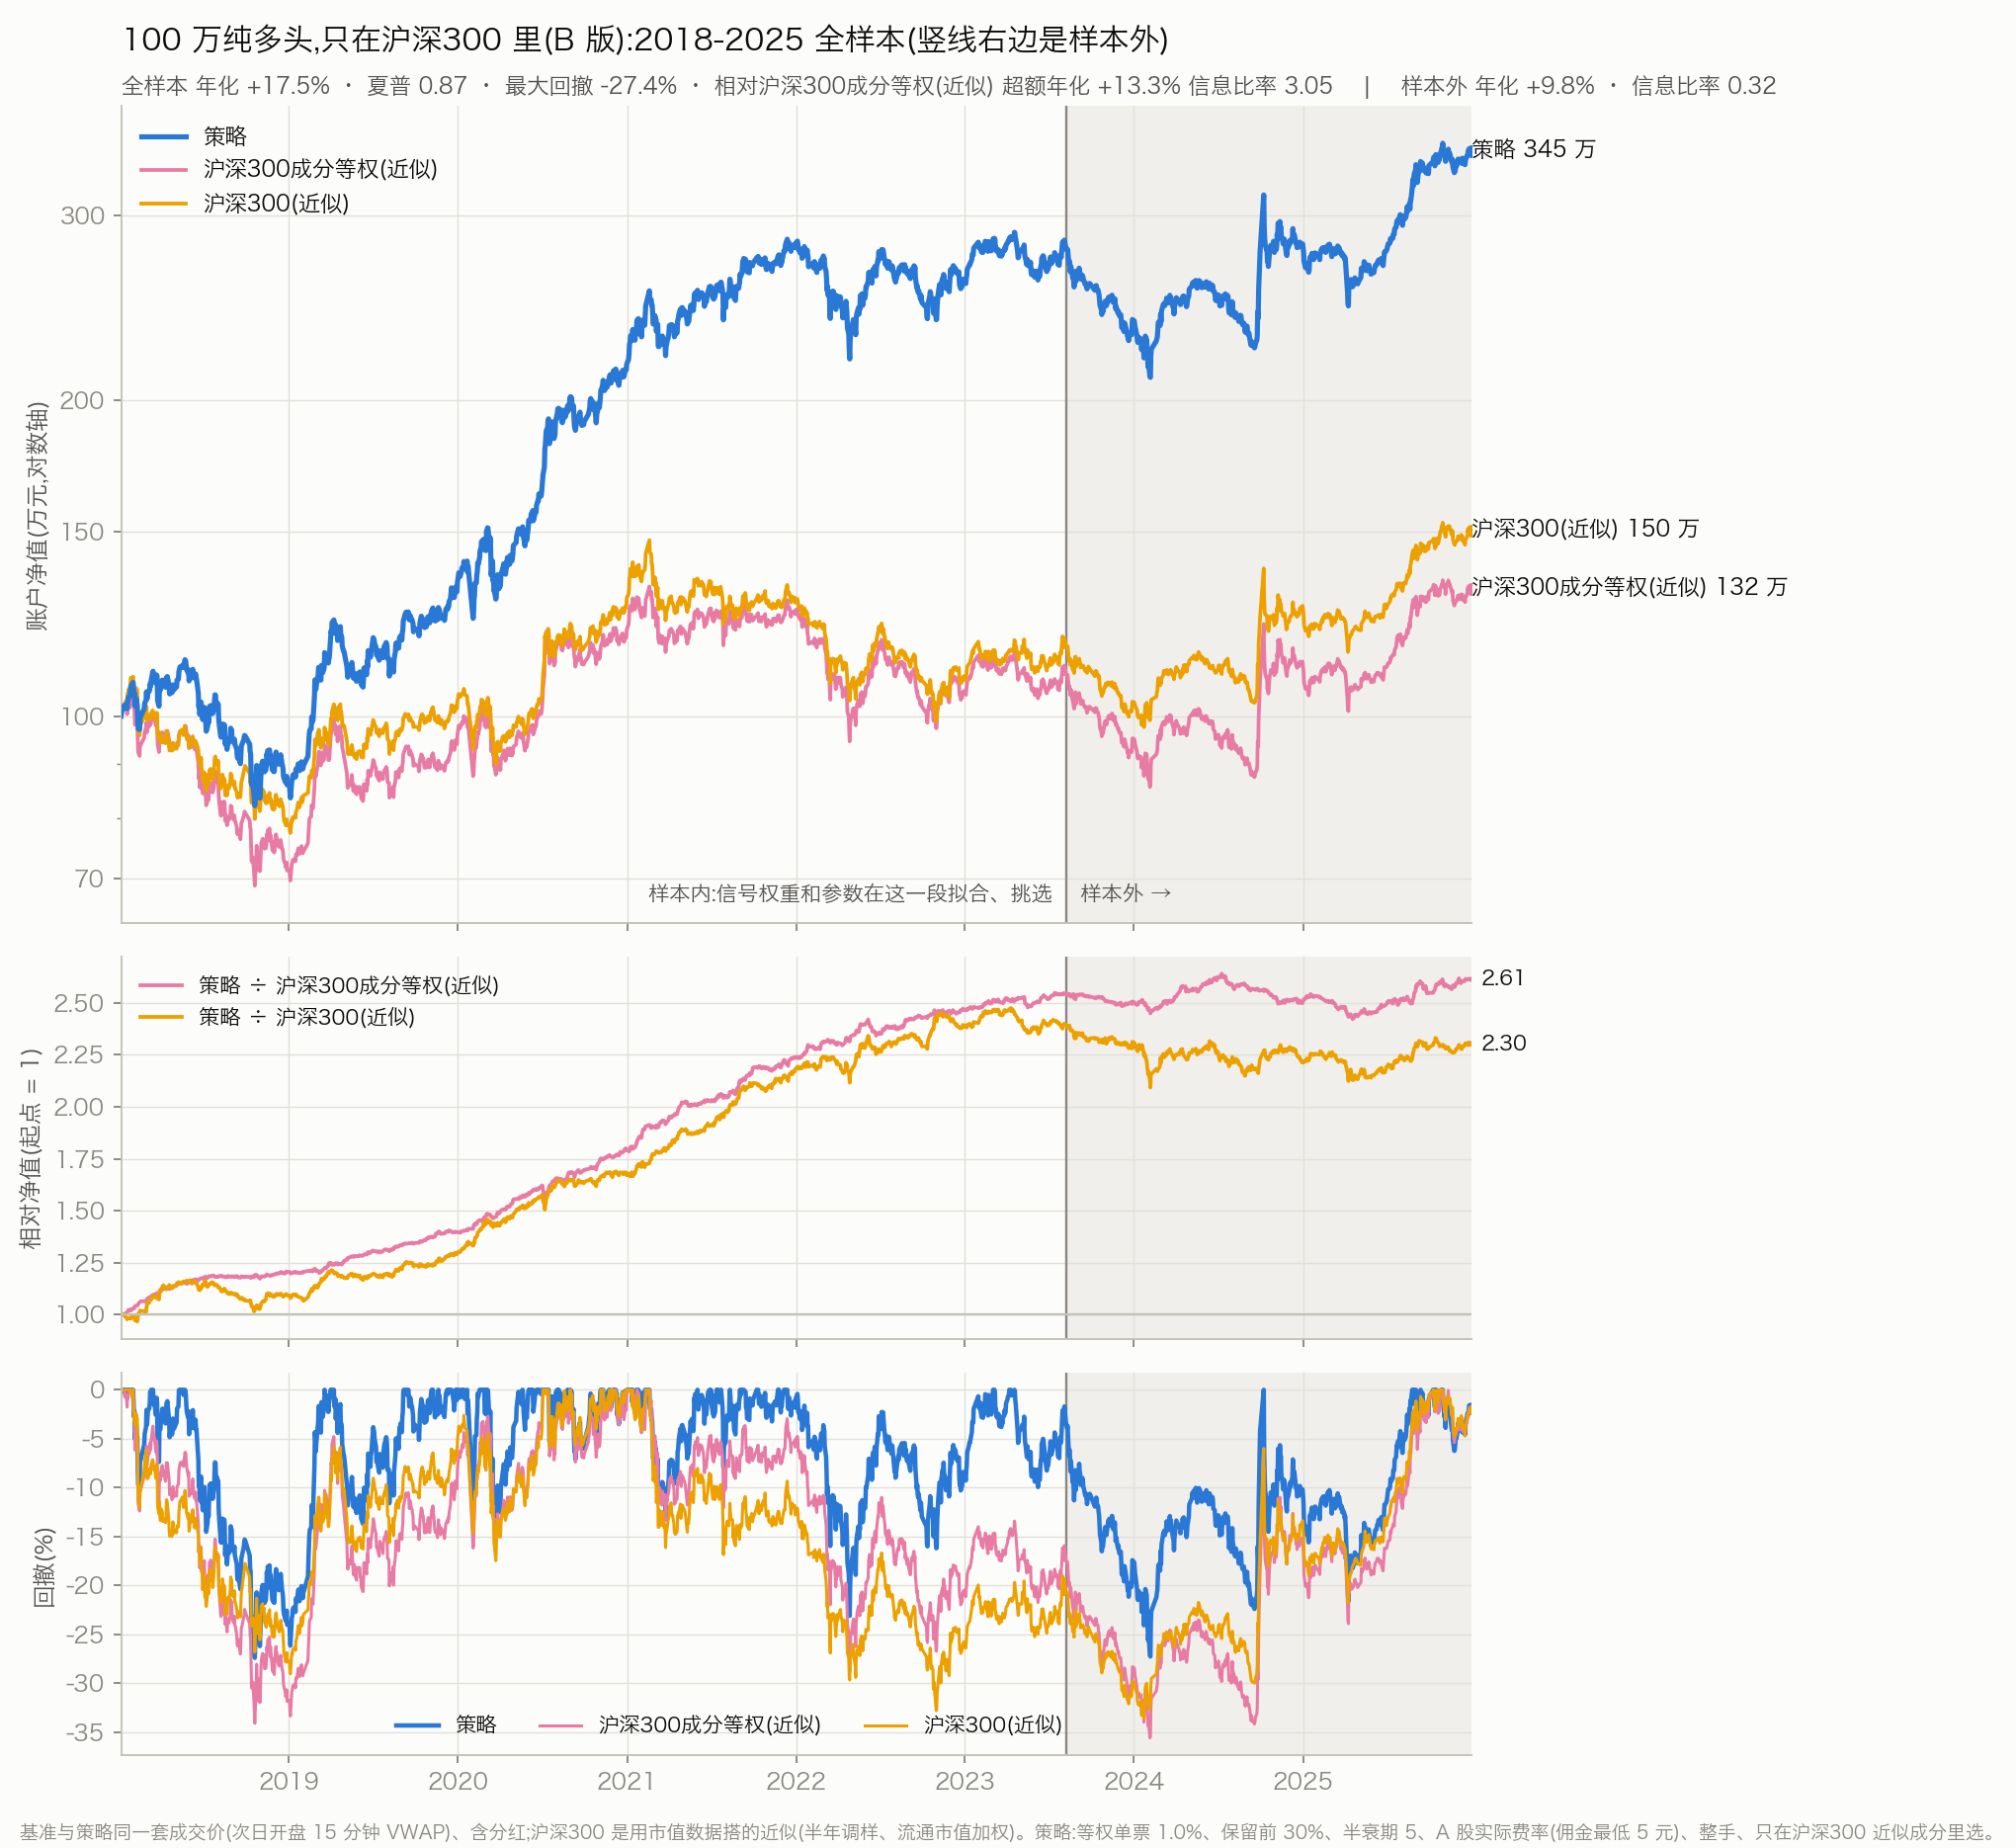 100 万纯多头,只在沪深300 里(B 版):2018-2025 全样本(竖线右边是样本外)
全样本 年化 +17.5% · 夏普 0.87 · 最大回撤 -27.4% · 相对沪深300成分等权(近似) 超额年化 +13.3% 信息比率 3.05 | 样本外 年化 +9.8% · 信息比率 0.32
策略
沪深300成分等权(近似)
沪深300(近似)
账户净值(万元,对数轴)
300
200
150
100
70
策略 345 万
沪深300(近似) 150 万
沪深300成分等权(近似) 132 万
样本内:信号权重和参数在这一段拟合、挑选
样本外 →
策略 ÷ 沪深300成分等权(近似)
策略 ÷ 沪深300(近似)
相对净值(起点 = 1)
2.50
2.25
2.00
1.75
1.50
1.25
1.00
2.61
2.30
回撤(%)
0
-5
-10
-15
-20
-25
-30
-35
策略 沪深300成分等权(近似) 沪深300(近似)
2019 2020 2021 2022 2023 2024 2025
基准与策略同一套成交价(次日开盘 15 分钟 VWAP)、含分红;沪深300 是用市值数据搭的近似(半年调样、流通市值加权)。策略:等权单票 1.0%、保留前 30%、半衰期 5、A 股实际费率(佣金最低 5 元)、整手、只在沪深300 近似成分里选。